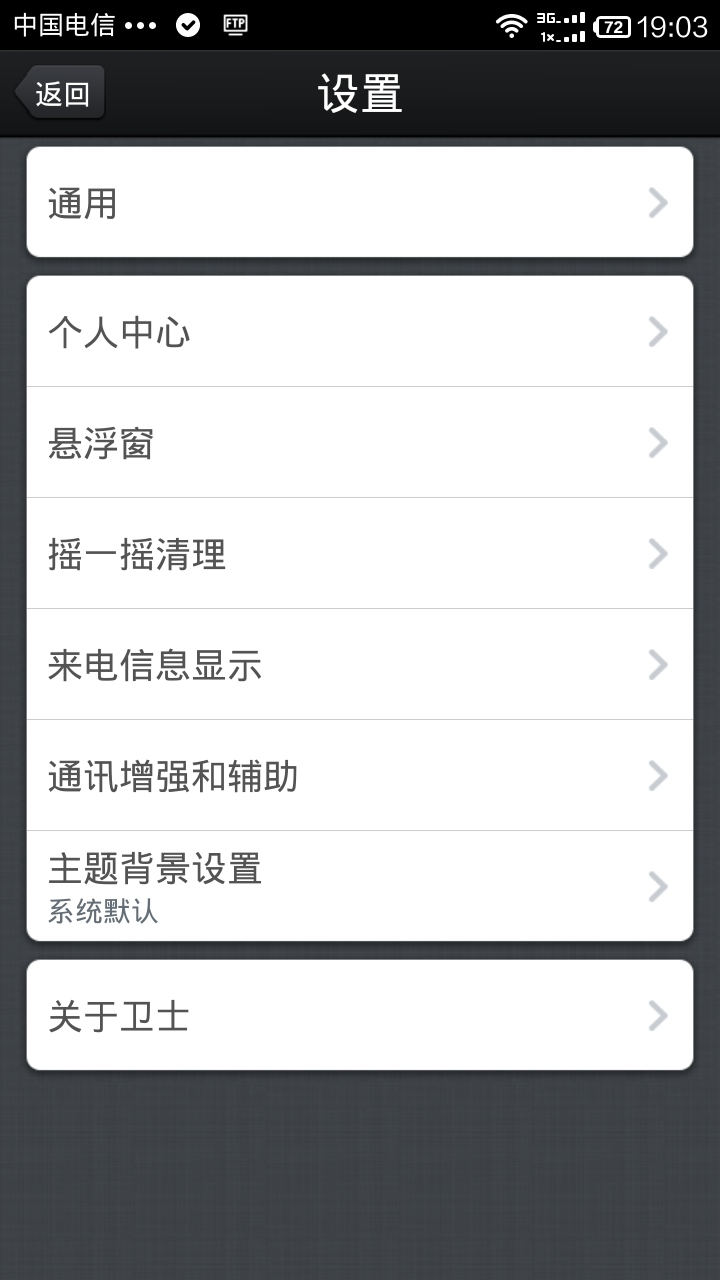 中国电信 ••• FTP 3G 1x 72 19:03
返回 设置
通用
个人中心
悬浮窗
摇一摇清理
来电信息显示
通讯增强和辅助
主题背景设置
系统默认
关于卫士